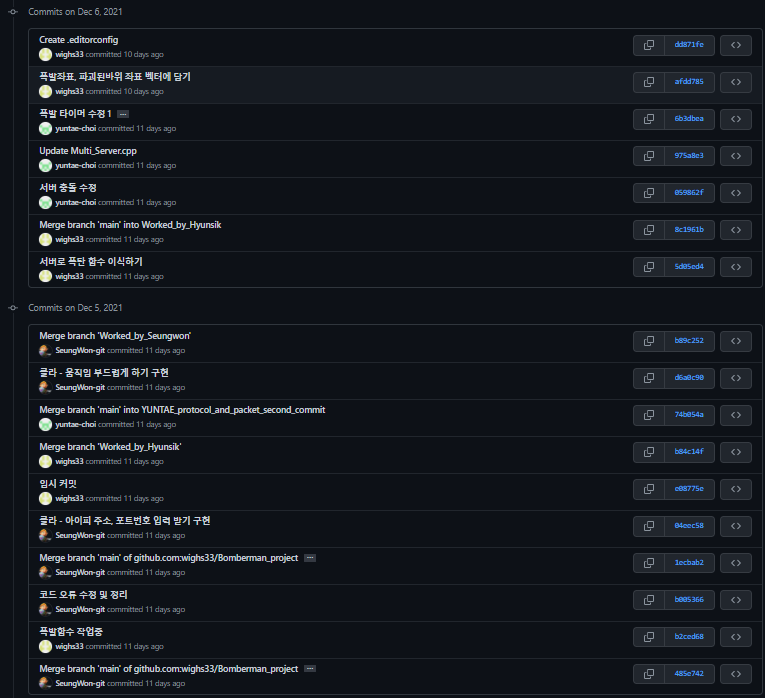 Commits on Dec 6, 2021
Create .editorconfig
wighs33 committed 10 days ago
dd871fe
폭발좌표, 파괴된바위 좌표 벡터에 담기
wighs33 committed 10 days ago
afdd785
폭발 타이머 수정1 ...
yuntae-choi committed 11 days ago
6b3dbea
Update Multi_Server.cpp
yuntae-choi committed 11 days ago
975a8e3
서버 충돌 수정
yuntae-choi committed 11 days ago
059862f
Merge branch 'main' into Worked_by_Hyunsik
wighs33 committed 11 days ago
8c1961b
서버로 폭탄 함수 이식하기
wighs33 committed 11 days ago
5d05ed4
Commits on Dec 5, 2021
Merge branch 'Worked_by_Seungwon'
SeungWon-git committed 11 days ago
b89c252
클라 - 움직임 부드럽게 하기 구현
SeungWon-git committed 11 days ago
d6a0c90
Merge branch 'main' into YUNTAE_protocol_and_packet_second_commit
yuntae-choi committed 11 days ago
74b054a
Merge branch 'Worked_by_Hyunsik'
wighs33 committed 11 days ago
b84c14f
임시 커밋
wighs33 committed 11 days ago
e08775e
클라 - 아이피 주소, 포트번호 입력 받기 구현
SeungWon-git committed 11 days ago
04eec58
Merge branch 'main' of github.com:wighs33/Bomberman_project ...
SeungWon-git committed 11 days ago
1ecbab2
코드 오류 수정 및 정리
SeungWon-git committed 11 days ago
b005366
폭발함수 작업중
wighs33 committed 11 days ago
b2ced68
Merge branch 'main' of github.com:wighs33/Bomberman_project ...
SeungWon-git committed 11 days ago
485e742